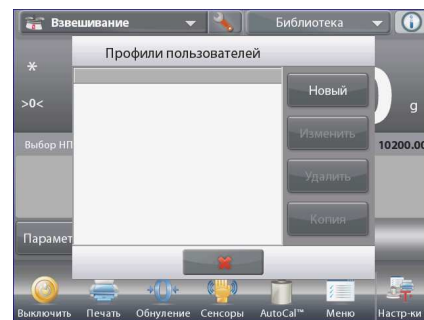 Взвешивание Библиотека
Профили пользователей
*
>0<
Новый
g
Изменить
Выбор НП
10200.00
Удалить
Копия
Парамет
Выключить Печать Обнуление Сенсоры AutoCal™ Меню Настр-ки